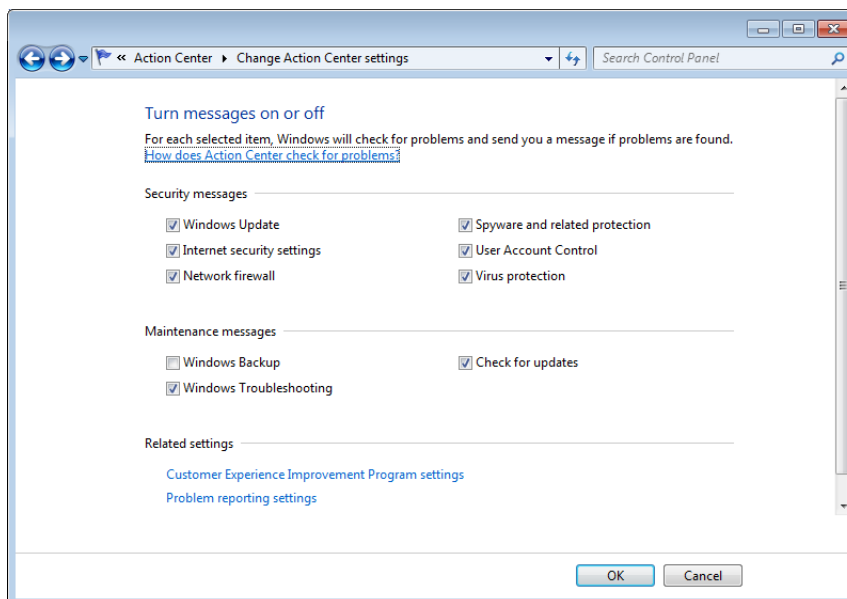 « Action Center ▸ Change Action Center settings
Search Control Panel
Turn messages on or off
For each selected item, Windows will check for problems and send you a message if problems are found.
How does Action Center check for problems?
Security messages
Windows Update
Spyware and related protection
Internet security settings
User Account Control
Network firewall
Virus protection
Maintenance messages
Windows Backup
Check for updates
Windows Troubleshooting
Related settings
Customer Experience Improvement Program settings
Problem reporting settings
OK
Cancel